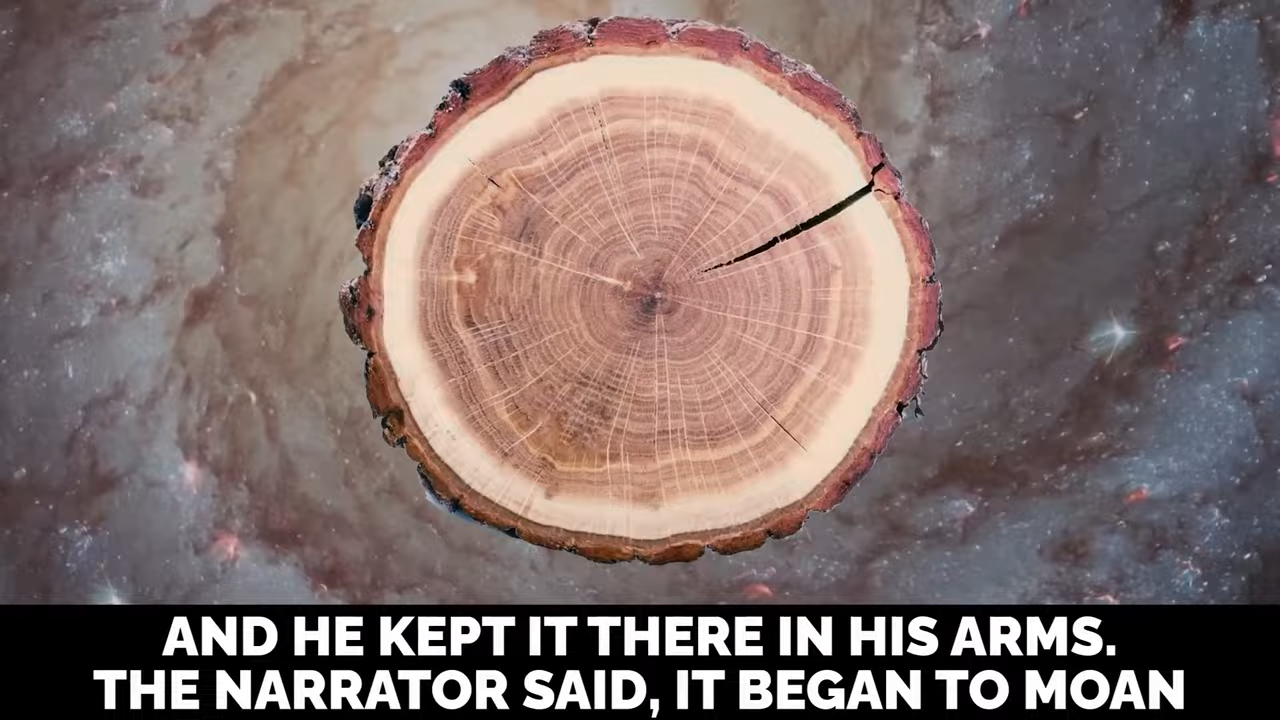 AND HE KEPT IT THERE IN HIS ARMS.
THE NARRATOR SAID, IT BEGAN TO MOAN